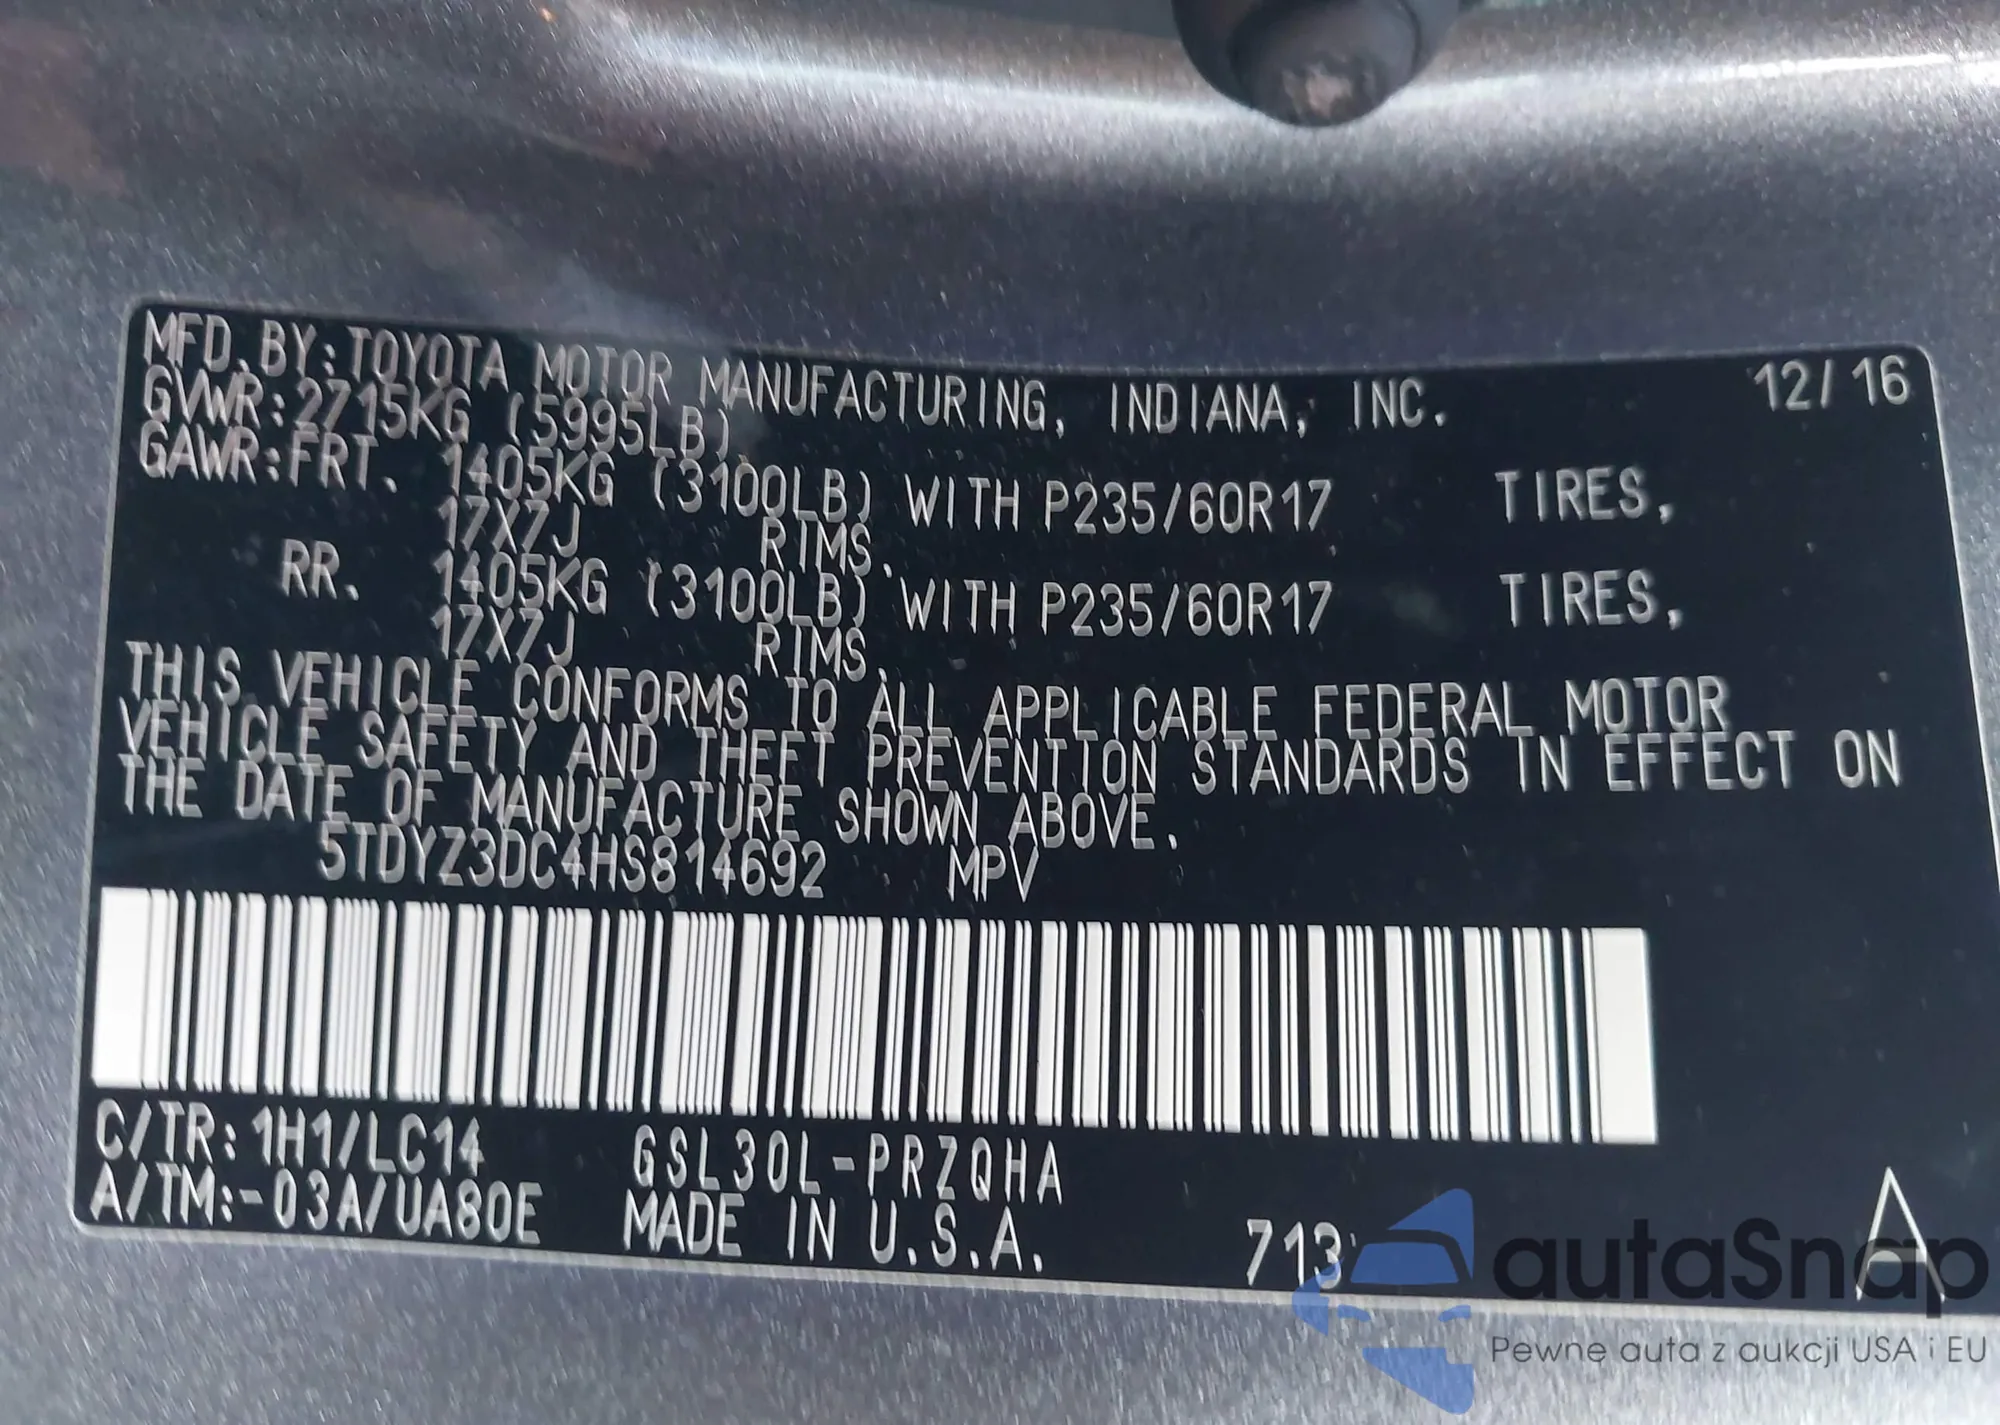 MFD. BY: TOYOTA MOTOR MANUFACTURING, INDIANA, INC. 12/16
GVWR: 2715KG (5995LB)
GAWR: FRT. 1405KG (3100LB) WITH P235/60R17 TIRES,
17X7J RIMS.
RR. 1405KG (3100LB) WITH P235/60R17 TIRES,
17X7J RIMS.
THIS VEHICLE CONFORMS TO ALL APPLICABLE FEDERAL MOTOR
VEHICLE SAFETY AND THEFT PREVENTION STANDARDS IN EFFECT ON
THE DATE OF MANUFACTURE SHOWN ABOVE.
5TDYZ3DC4HS814692 MPV
C/TR: 1H1/LC14 GSL30L-PRZQHA
A/TM:-03A/UA80E MADE IN U.S.A. 713 A
autaSnap
Pewne auta z aukcji USA i EU